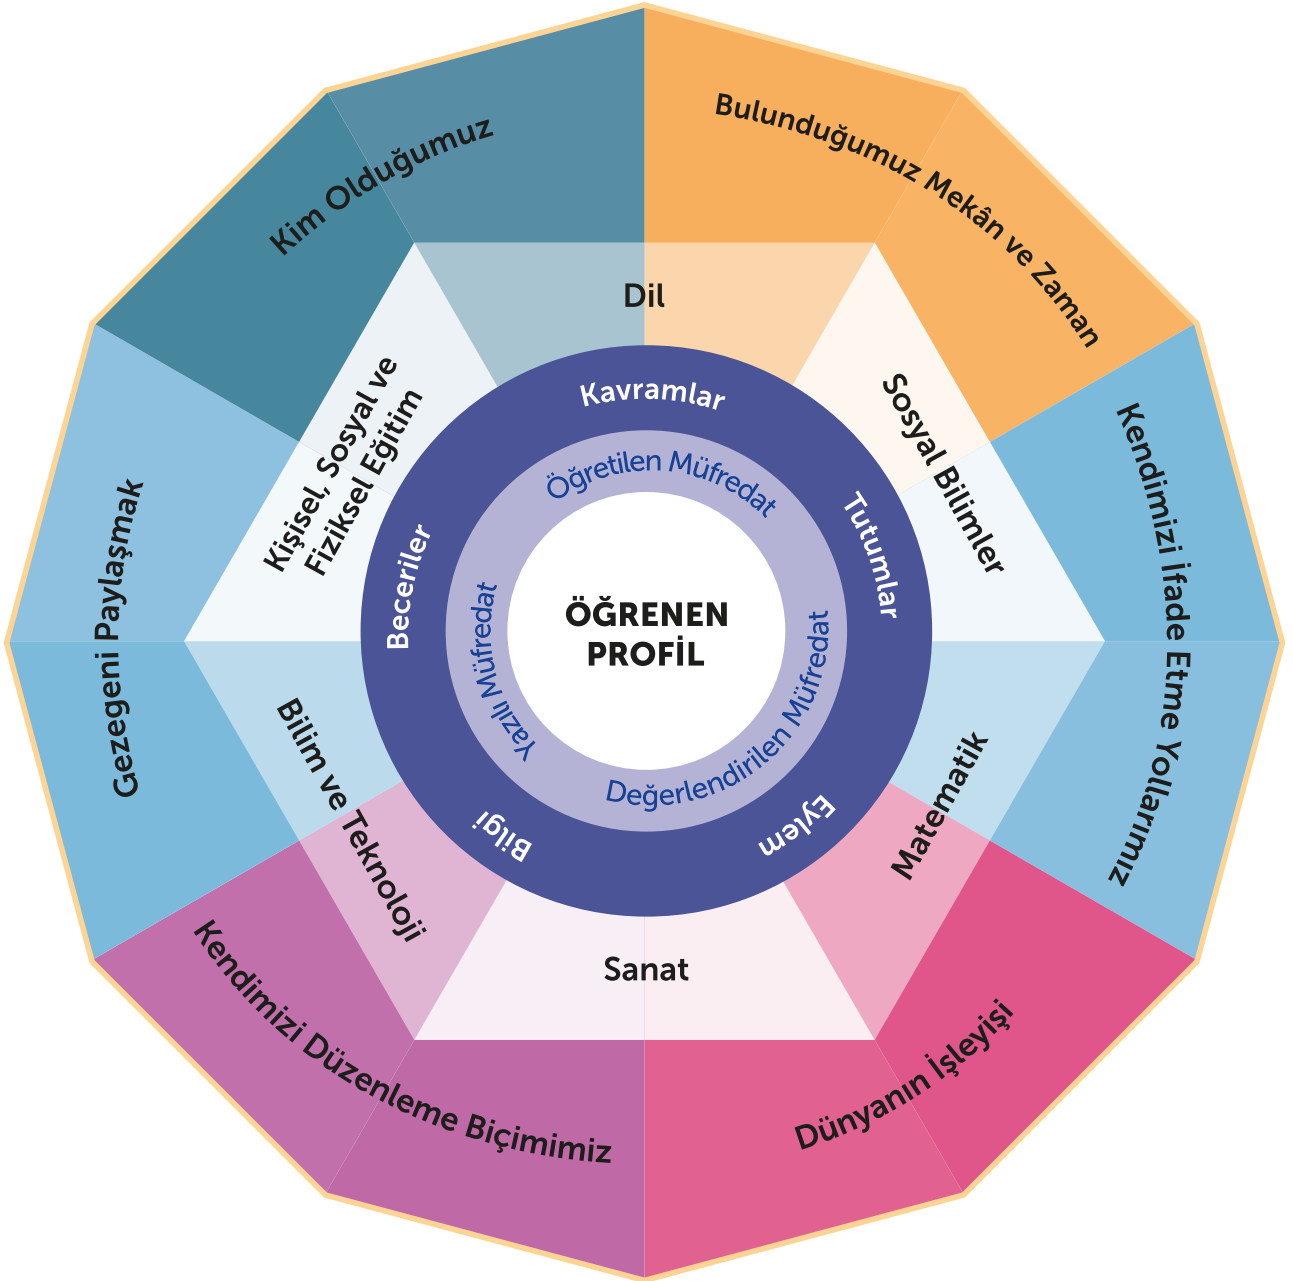 Kim Olduğumuz
Bulunduğumuz Mekân ve Zaman
Kendimizi İfade Etme Yollarımız
Dünyanın İşleyişi
Kendimizi Düzenleme Biçimimiz
Gezegeni Paylaşmak
Dil
Sosyal Bilimler
Matematik
Sanat
Bilim ve Teknoloji
Kişisel, Sosyal ve
Fiziksel Eğitim
Kavramlar
Tutumlar
Eylem
Bilgi
Beceriler
Öğretilen Müfredat
Değerlendirilen Müfredat
Yazılı Müfredat
ÖĞRENEN
PROFİL